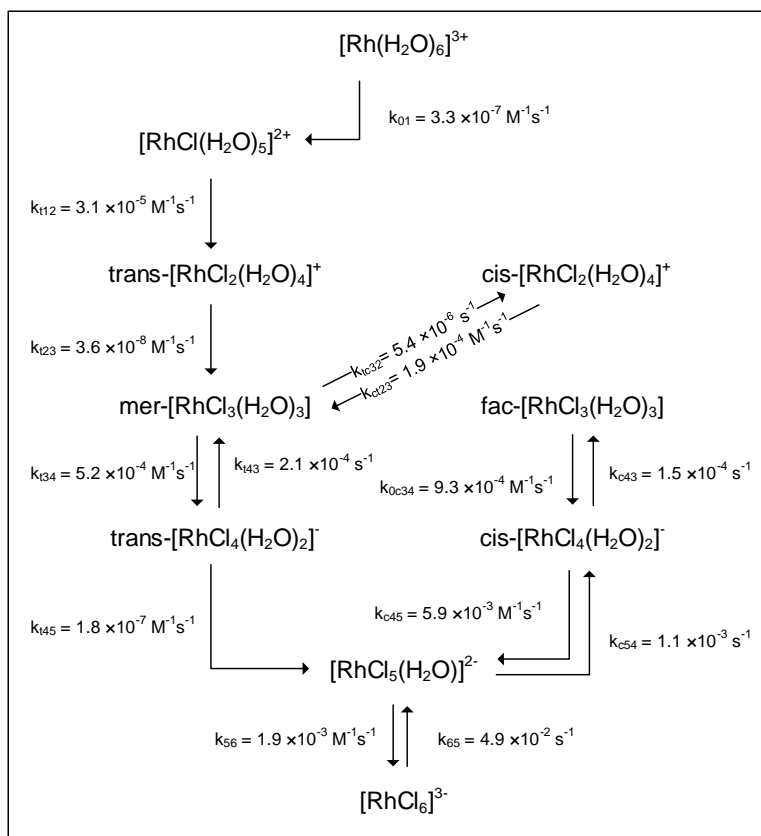 [Rh(H₂O)₆]³⁺
k₀₁ = 3.3 ×10⁻⁷ M⁻¹s⁻¹
[RhCl(H₂O)₅]²⁺
kₜ₁₂ = 3.1 ×10⁻⁵ M⁻¹s⁻¹
trans-[RhCl₂(H₂O)₄]⁺
cis-[RhCl₂(H₂O)₄]⁺
kₜ₂₃ = 3.6 ×10⁻⁸ M⁻¹s⁻¹
k_tc32= 5.4 ×10⁻⁶ s⁻¹
k_ct23= 1.9 ×10⁻⁴ M⁻¹s⁻¹
mer-[RhCl₃(H₂O)₃]
fac-[RhCl₃(H₂O)₃]
kₜ₃₄ = 5.2 ×10⁻⁴ M⁻¹s⁻¹
kₜ₄₃ = 2.1 ×10⁻⁴ s⁻¹
k_0c34 = 9.3 ×10⁻⁴ M⁻¹s⁻¹
k_c43 = 1.5 ×10⁻⁴ s⁻¹
trans-[RhCl₄(H₂O)₂]⁻
cis-[RhCl₄(H₂O)₂]⁻
kₜ₄₅ = 1.8 ×10⁻⁷ M⁻¹s⁻¹
k_c45 = 5.9 ×10⁻³ M⁻¹s⁻¹
k_c54 = 1.1 ×10⁻³ s⁻¹
[RhCl₅(H₂O)]²⁻
k₅₆ = 1.9 ×10⁻³ M⁻¹s⁻¹
k₆₅ = 4.9 ×10⁻² s⁻¹
[RhCl₆]³⁻